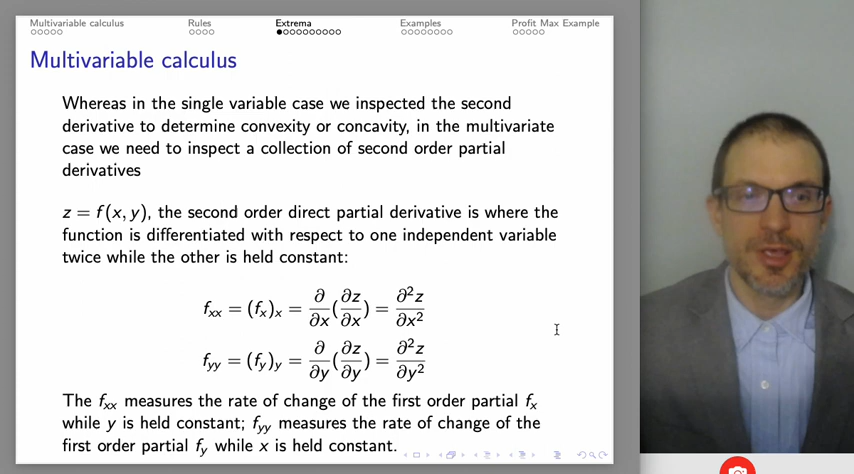 Multivariable calculus Rules Extrema Examples Profit Max Example
Multivariable calculus
Whereas in the single variable case we inspected the second
derivative to determine convexity or concavity, in the multivariate
case we need to inspect a collection of second order partial
derivatives
z = f(x, y), the second order direct partial derivative is where the
function is differentiated with respect to one independent variable
twice while the other is held constant:
fₓₓ = (fₓ)ₓ = ∂/∂x (∂z/∂x) = ∂²z/∂x²
f_yy = (f_y)_y = ∂/∂y (∂z/∂y) = ∂²z/∂y²
The fₓₓ measures the rate of change of the first order partial fₓ
while y is held constant; f_yy measures the rate of change of the
first order partial f_y while x is held constant.